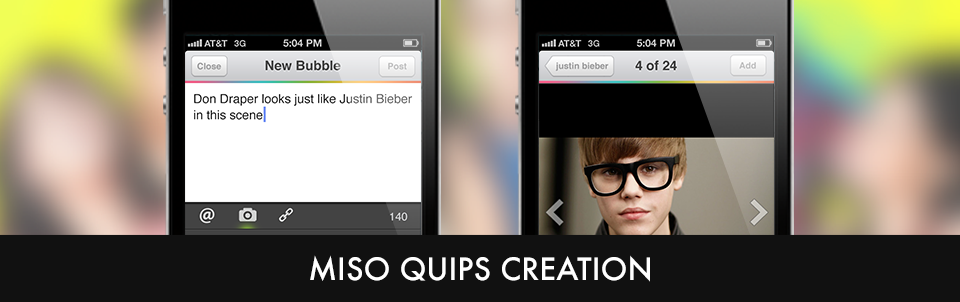 AT&T 3G 5:04 PM
Close New Bubble Post
Don Draper looks just like Justin Bieber
in this scene
@ 140
AT&T 3G 5:04 PM
justin bieber 4 of 24 Add
MISO QUIPS CREATION